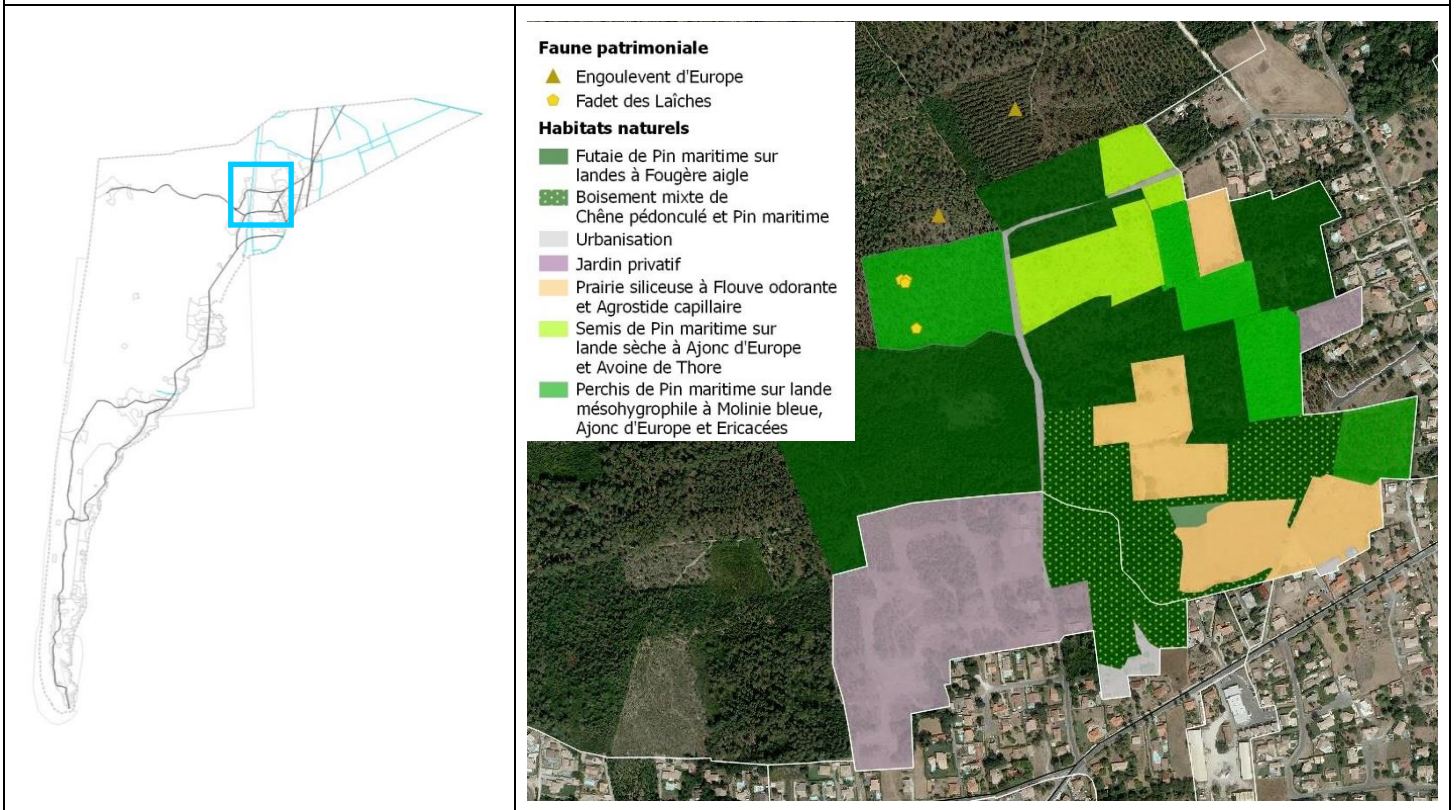 Faune patrimoniale
Engoulevent d'Europe
Fadet des Laîches
Habitats naturels
Futaie de Pin maritime sur
landes à Fougère aigle
Boisement mixte de
Chêne pédonculé et Pin maritime
Urbanisation
Jardin privatif
Prairie siliceuse à Flouve odorante
et Agrostide capillaire
Semis de Pin maritime sur
lande sèche à Ajonc d'Europe
et Avoine de Thore
Perchis de Pin maritime sur lande
mésohygrophile à Molinie bleue,
Ajonc d'Europe et Ericacées